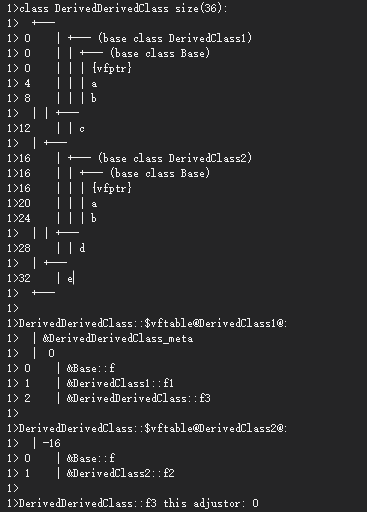 1>class DerivedDerivedClass size(36):
1>  +---
1> 0      | +--- (base class DerivedClass1)
1> 0      | | +--- (base class Base)
1> 0      | | | {vfptr}
1> 4      | | | a
1> 8      | | | b
1>  | | +---
1>12      | | c
1>  | +---
1>16      | +--- (base class DerivedClass2)
1>16      | | +--- (base class Base)
1>16      | | | {vfptr}
1>20      | | | a
1>24      | | | b
1>  | | +---
1>28      | | d
1>  | +---
1>32      | e
1>  +---
1>
1>DerivedDerivedClass::$vftable@DerivedClass1@:
1>  | &DerivedDerivedClass_meta
1>  |  0
1> 0      | &Base::f
1> 1      | &DerivedClass1::f1
1> 2      | &DerivedDerivedClass::f3
1>
1>DerivedDerivedClass::$vftable@DerivedClass2@:
1>  | -16
1> 0      | &Base::f
1> 1      | &DerivedClass2::f2
1>
1>DerivedDerivedClass::f3 this adjustor: 0